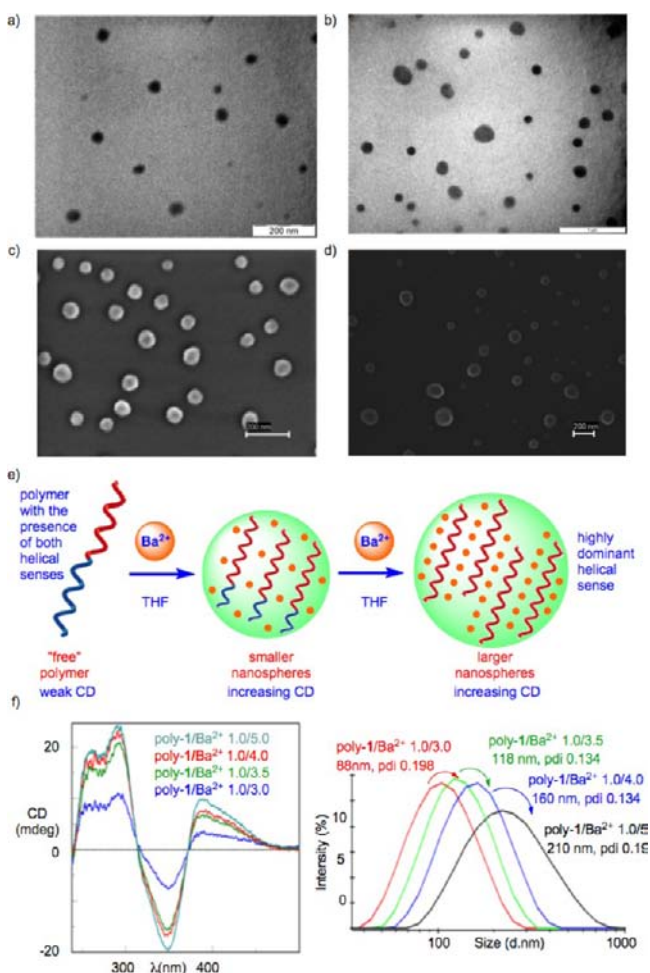 a)
b)
200 nm
c)
d)
200 nm
200 nm
e)
polymer
with the
presence
of both
helical
senses
Ba²⁺
THF
Ba²⁺
THF
highly
dominant
helical
sense
"free"
polymer
weak CD
smaller
nanospheres
increasing CD
larger
nanospheres
increasing CD
f)
20
CD
(mdeg)
0
-20
300
λ(nm)
400
poly-1/Ba²⁺ 1.0/5.0
poly-1/Ba²⁺ 1.0/4.0
poly-1/Ba²⁺ 1.0/3.5
poly-1/Ba²⁺ 1.0/3.0
poly-1/Ba²⁺ 1.0/3.0
88nm, pdi 0.198
poly-1/Ba²⁺ 1.0/3.5
118 nm, pdi 0.134
poly-1/Ba²⁺ 1.0/4.0
160 nm, pdi 0.134
poly-1/Ba²⁺ 1.0/5
210 nm, pdi 0.19
Intensity (%)
10
5
0
100
Size (d.nm)
1000